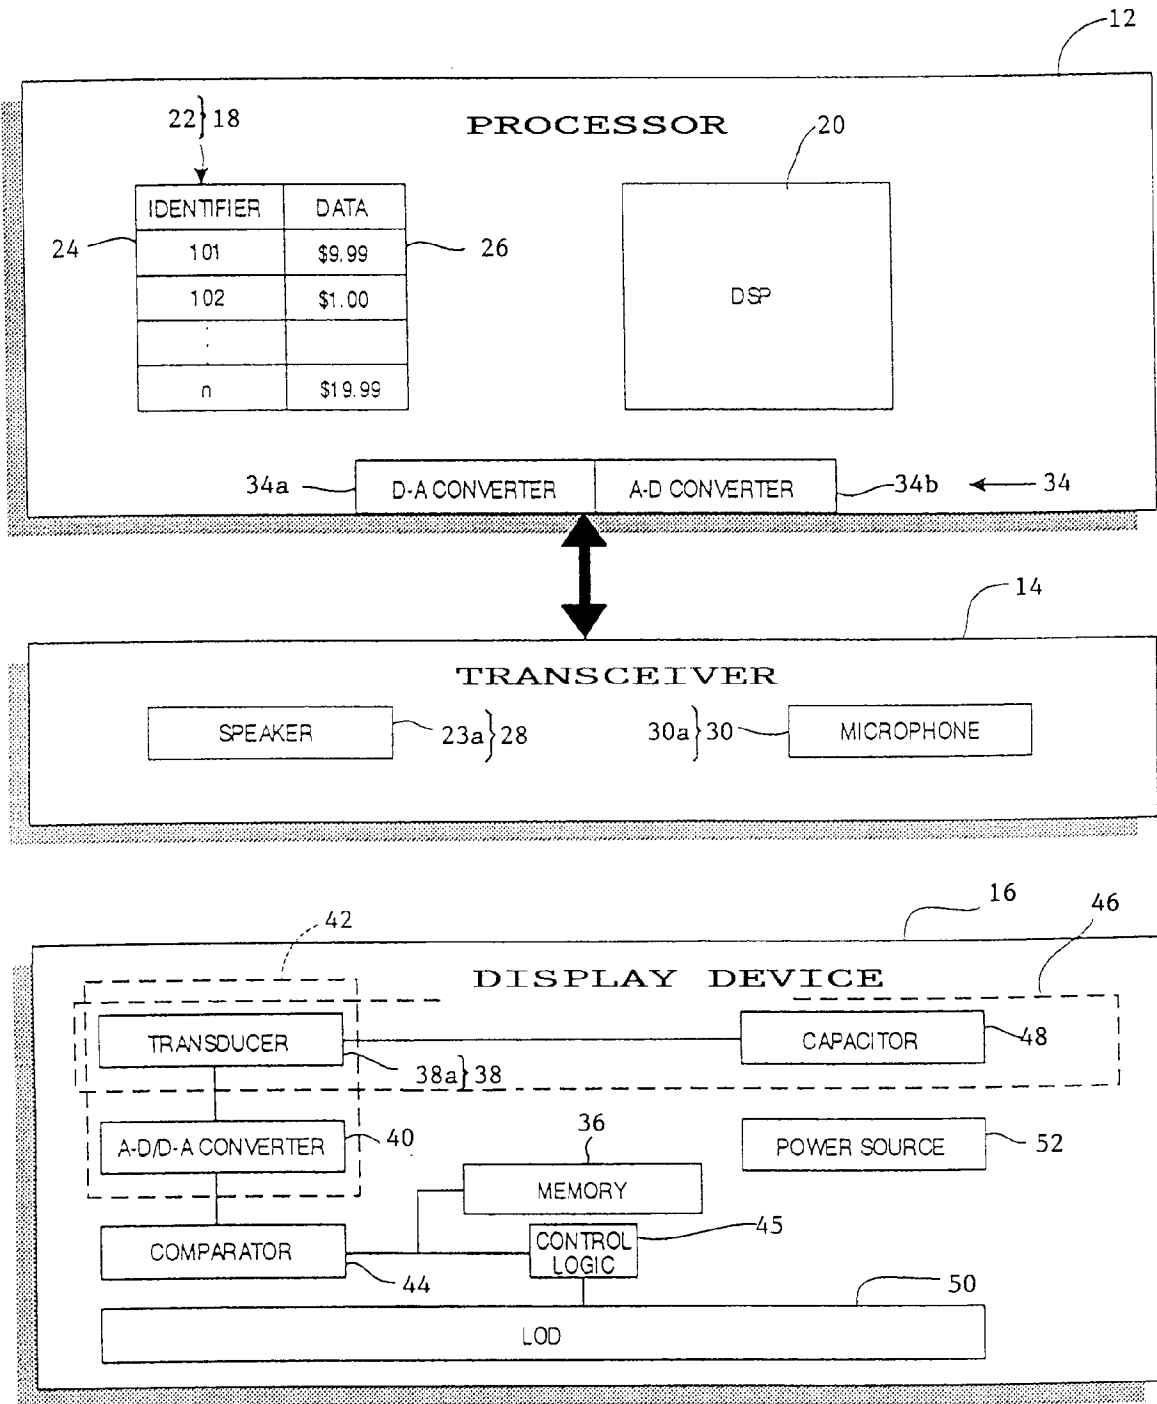 12
22}18
PROCESSOR
20
IDENTIFIER DATA
24 101 $9.99 26
102 $1.00
n $19.99
DSP
34a D-A CONVERTER A-D CONVERTER 34b 34
14
TRANSCEIVER
SPEAKER 23a}28 30a}30 MICROPHONE
16
46
42
DISPLAY DEVICE
TRANSDUCER
38a}38
CAPACITOR 48
A-D/D-A CONVERTER 40
36
MEMORY
POWER SOURCE 52
COMPARATOR
44
CONTROL
LOGIC
45
50
LOD